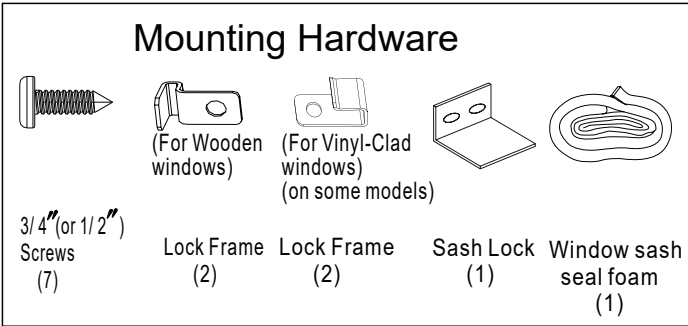 Mounting Hardware
(For Wooden
windows)
(For Vinyl-Clad
windows)
(on some models)
3/4"(or 1/2")
Screws
(7)
Lock Frame
(2)
Lock Frame
(2)
Sash Lock
(1)
Window sash
seal foam
(1)